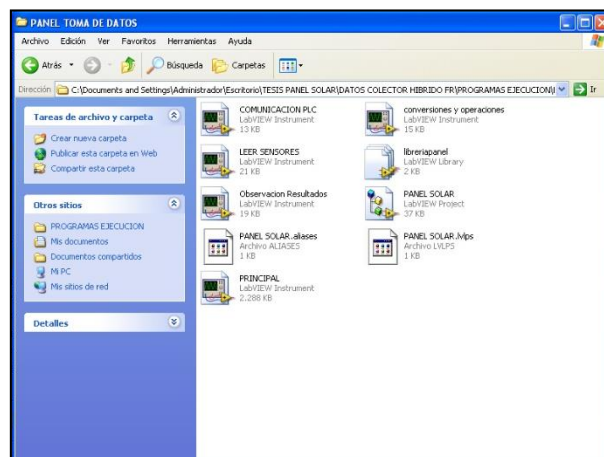 PANEL TOMA DE DATOS
Archivo Edición Ver Favoritos Herramientas Ayuda
Atrás Búsqueda Carpetas
Dirección C:\Documents and Settings\Administrador\Escritorio\TESIS PANEL SOLAR\DATOS COLECTOR HIBRIDO FR\PROGRAMAS EJECUCION\ Ir
Tareas de archivo y carpeta
Crear nueva carpeta
Publicar esta carpeta en Web
Compartir esta carpeta
Otros sitios
PROGRAMAS EJECUCION
Mis documentos
Documentos compartidos
Mi PC
Mis sitios de red
Detalles
COMUNICACION PLC
LabVIEW Instrument
13 KB
conversiones y operaciones
LabVIEW Instrument
15 KB
LEER SENSORES
LabVIEW Instrument
21 KB
libreriapanel
LabVIEW Library
2 KB
Observacion Resultados
LabVIEW Instrument
19 KB
PANEL SOLAR
LabVIEW Project
37 KB
PANEL SOLAR.aliases
Archivo ALIASES
1 KB
PANEL SOLAR.lvlps
Archivo LVLPS
1 KB
PRINCIPAL
LabVIEW Instrument
2.288 KB